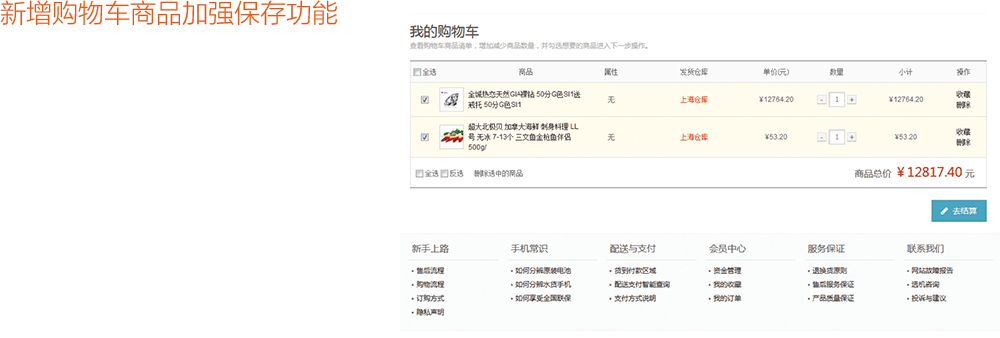 新增购物车商品加强保存功能
我的购物车
查看购物车商品清单，增加减少商品数量，并勾选想要的商品进入下一步操作。
全选 商品 属性 发货仓库 单价(元) 数量 小计 操作
全城热恋天然GIA裸钻 50分G色SI1送
戒托 50分G色SI1
无 上海仓库 ¥12764.20 - 1 + ¥12764.20
收藏
删除
超大北极贝 加拿大海鲜 刺身料理 LL
号 无冰 7-13个 三文鱼金枪鱼伴侣
500g/
无 上海仓库 ¥53.20 - 1 + ¥53.20
收藏
删除
全选 反选 删除选中的商品 商品总价 ¥ 12817.40 元
去结算
新手上路 手机常识 配送与支付 会员中心 服务保证 联系我们
• 售后流程 • 如何分辨原装电池 • 货到付款区域 • 资金管理 • 退换货原则 • 网站故障报告
• 购物流程 • 如何分辨水货手机 • 配送支付智能查询 • 我的收藏 • 售后服务保证 • 选机咨询
• 订购方式 • 如何享受全国联保 • 支付方式说明 • 我的订单 • 产品质量保证 • 投诉与建议
• 隐私声明